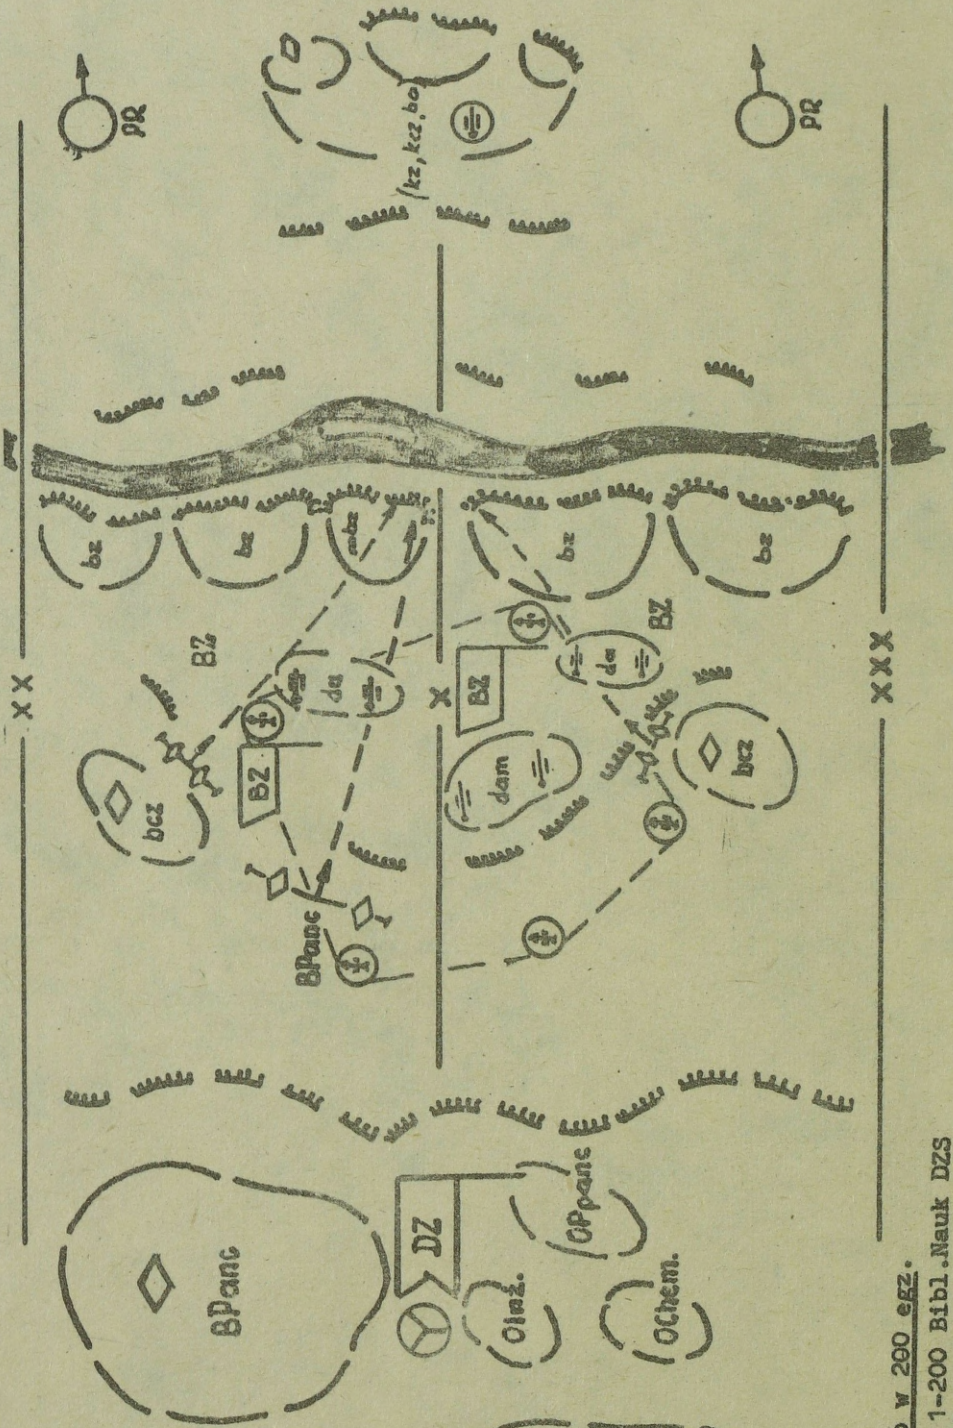 PR
PR
(kz, kcz, bo)
XX
bz
bz
bz
bz
BZ
BZ
bcz
BZ
da
X
BZ
da
dam
bcz
XXX
BPanc
BPanc
DZ
OPpanc
OInż.
OChem.
w 200 egz.
1-200 Bibl.Nauk DZS